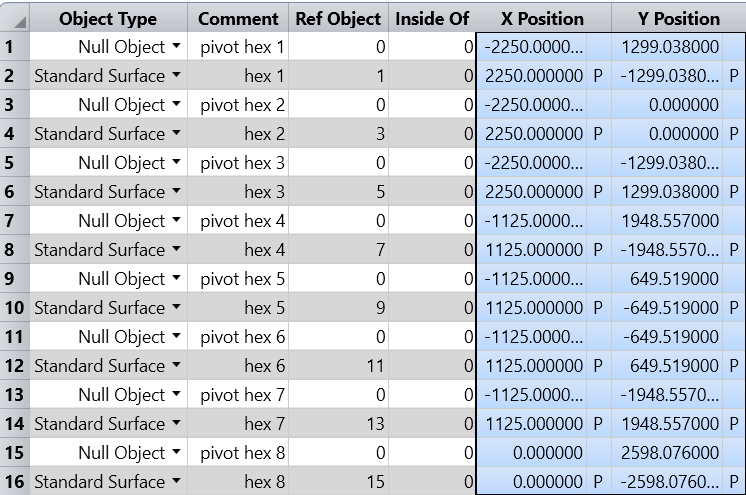 Object Type Comment Ref Object Inside Of X Position Y Position
1 Null Object pivot hex 1 0 0 -2250.0000... 1299.038000
2 Standard Surface hex 1 1 0 2250.000000 P -1299.0380... P
3 Null Object pivot hex 2 0 0 -2250.0000... 0.000000
4 Standard Surface hex 2 3 0 2250.000000 P 0.000000 P
5 Null Object pivot hex 3 0 0 -2250.0000... -1299.0380...
6 Standard Surface hex 3 5 0 2250.000000 P 1299.038000 P
7 Null Object pivot hex 4 0 0 -1125.0000... 1948.557000
8 Standard Surface hex 4 7 0 1125.000000 P -1948.5570... P
9 Null Object pivot hex 5 0 0 -1125.0000... 649.519000
10 Standard Surface hex 5 9 0 1125.000000 P -649.519000 P
11 Null Object pivot hex 6 0 0 -1125.0000... -649.519000
12 Standard Surface hex 6 11 0 1125.000000 P 649.519000 P
13 Null Object pivot hex 7 0 0 -1125.0000... -1948.5570...
14 Standard Surface hex 7 13 0 1125.000000 P 1948.557000 P
15 Null Object pivot hex 8 0 0 0.000000 2598.076000
16 Standard Surface hex 8 15 0 0.000000 P -2598.0760... P